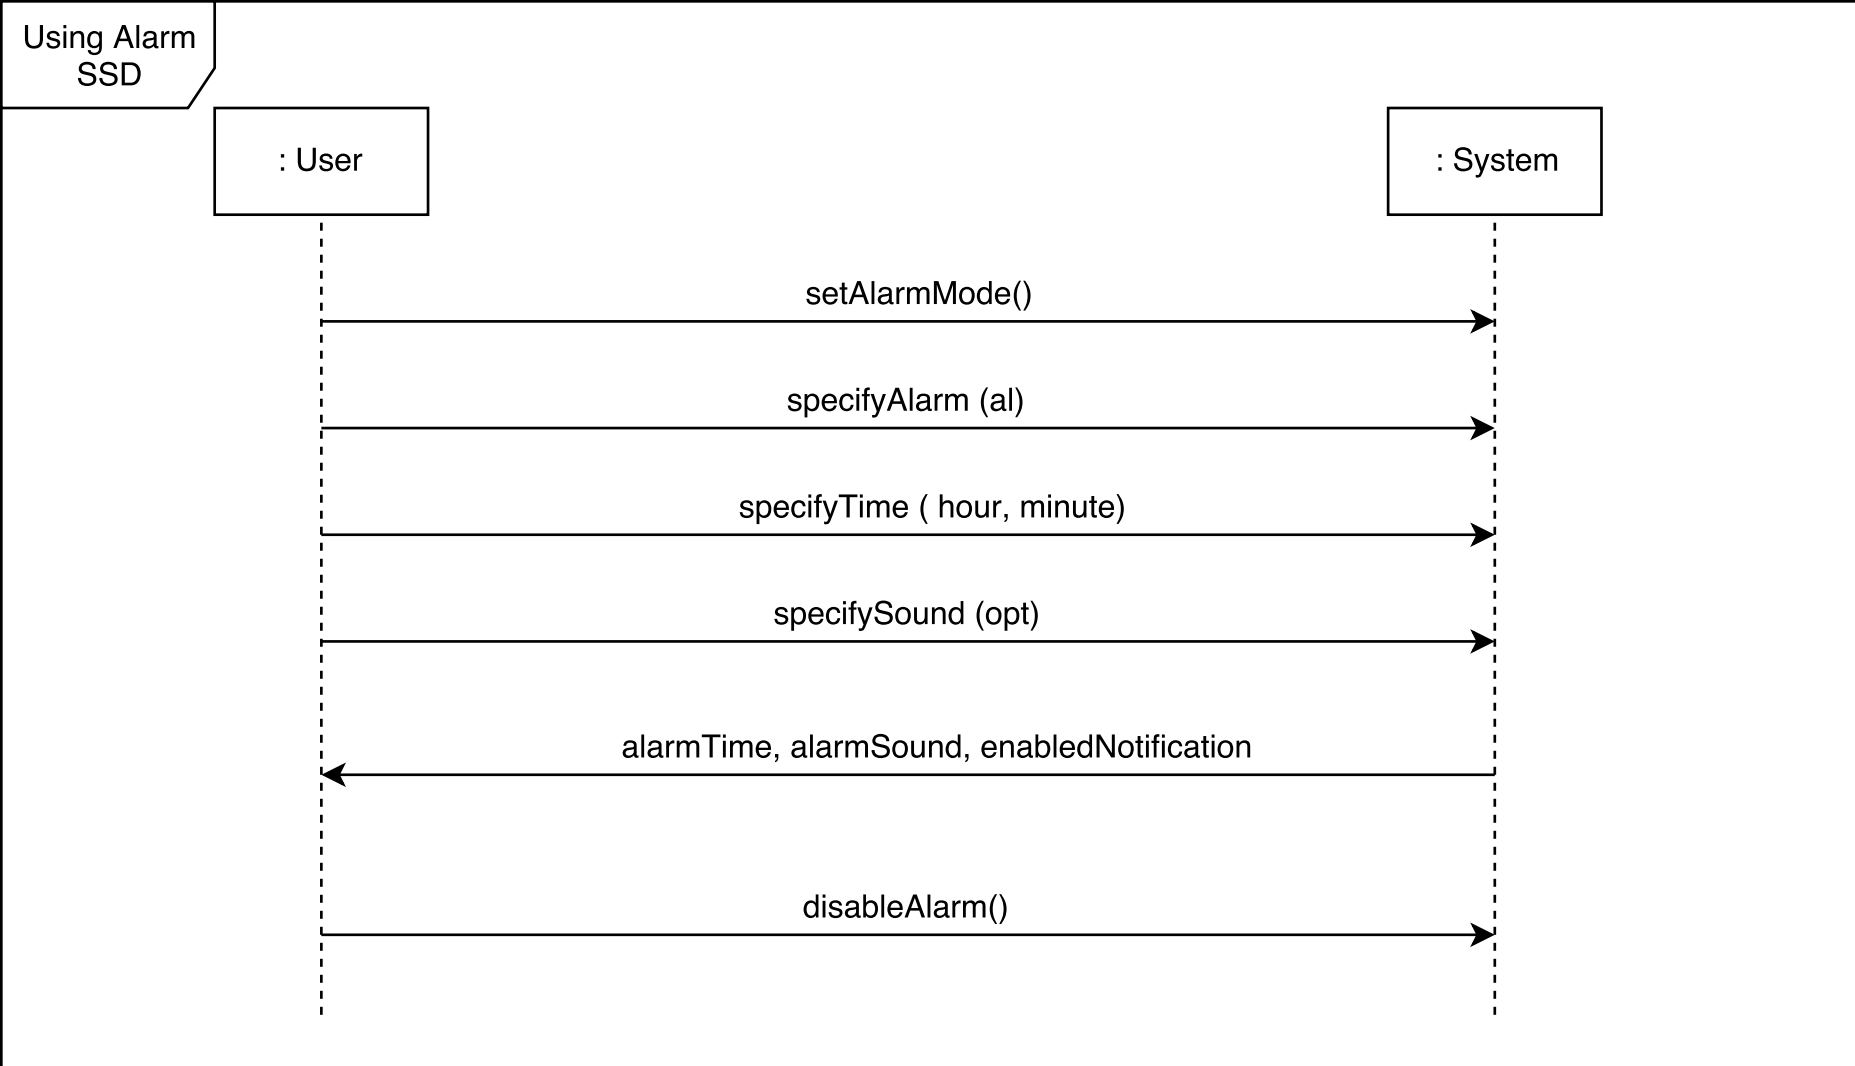 Using Alarm
SSD
: User
: System
setAlarmMode()
specifyAlarm (al)
specifyTime ( hour, minute)
specifySound (opt)
alarmTime, alarmSound, enabledNotification
disableAlarm()